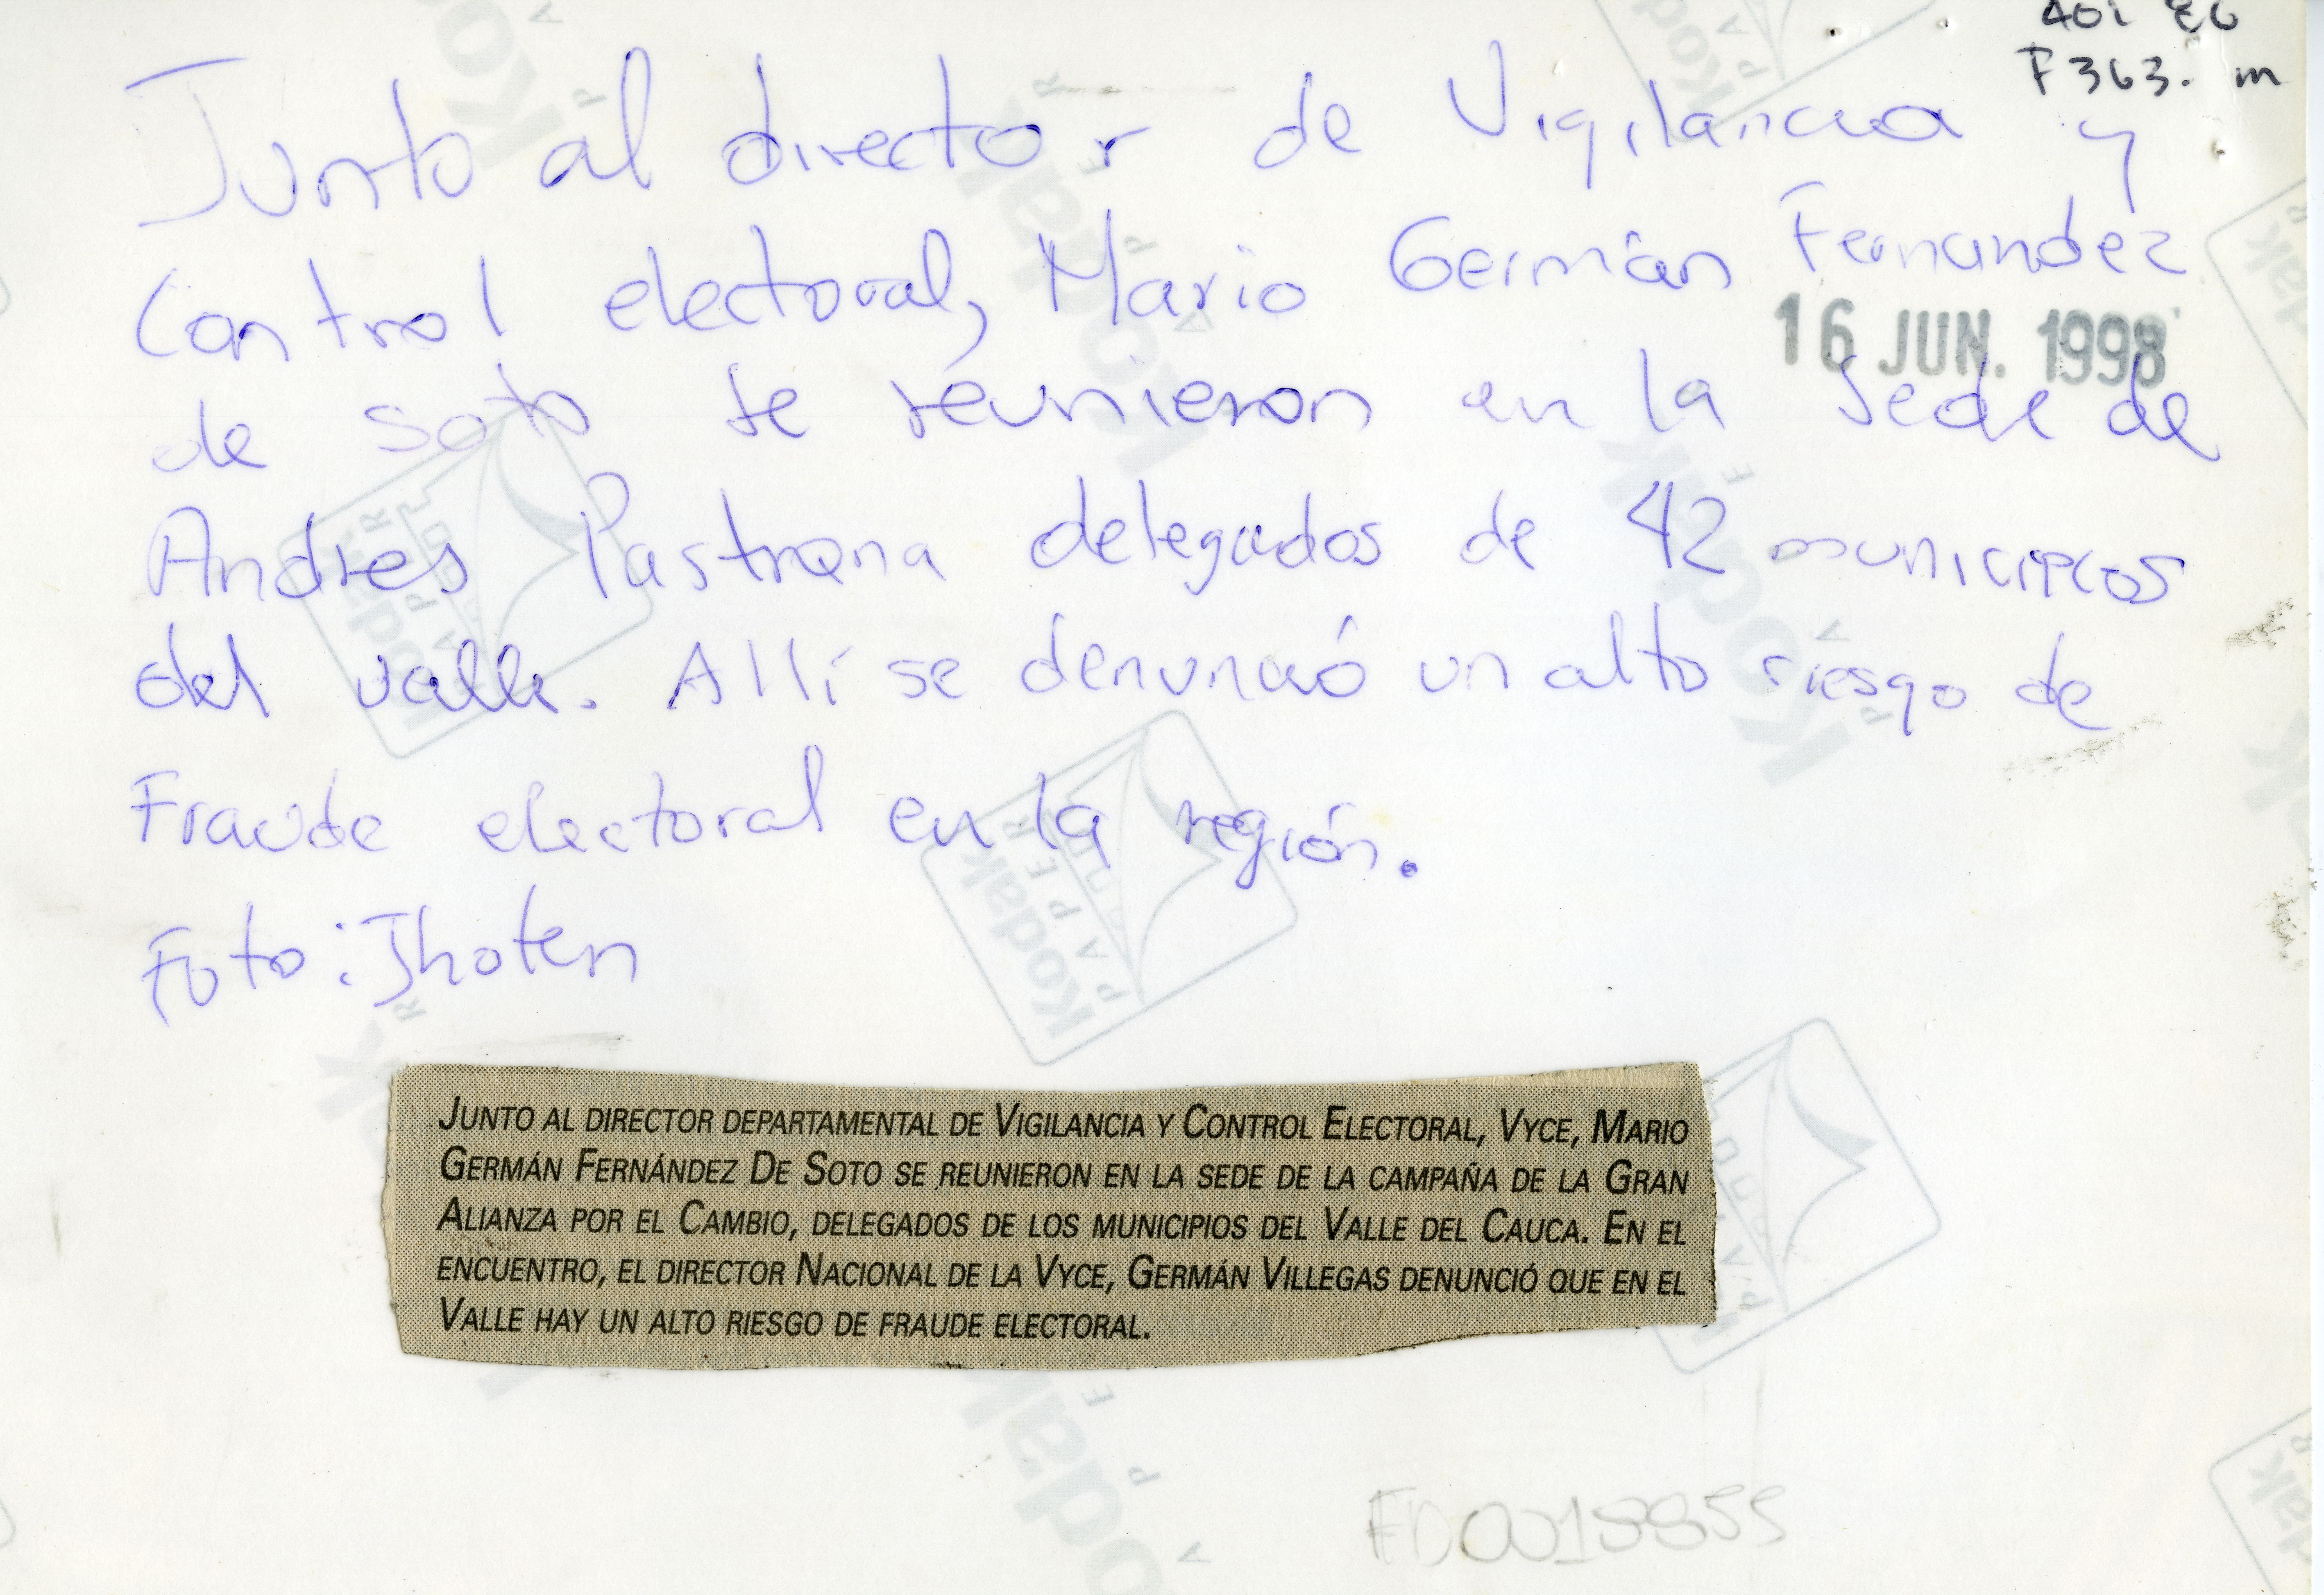 F363. m
Junto al director de Vigilancia y
Control electoral, Mario Germán Fernandez
16 JUN. 1998
de Soto se reunieron en la Sede de
Andres Pastrana delegados de 42 municipios
del valle. Allí se denunció un alto riesgo de
Fraude electoral en la región.
Foto: Jhoten
JUNTO AL DIRECTOR DEPARTAMENTAL DE VIGILANCIA Y CONTROL ELECTORAL, VYCE, MARIO
GERMÁN FERNÁNDEZ DE SOTO SE REUNIERON EN LA SEDE DE LA CAMPAÑA DE LA GRAN
ALIANZA POR EL CAMBIO, DELEGADOS DE LOS MUNICIPIOS DEL VALLE DEL CAUCA. EN EL
ENCUENTRO, EL DIRECTOR NACIONAL DE LA VYCE, GERMÁN VILLEGAS DENUNCIÓ QUE EN EL
VALLE HAY UN ALTO RIESGO DE FRAUDE ELECTORAL.
Kodak
PAPER